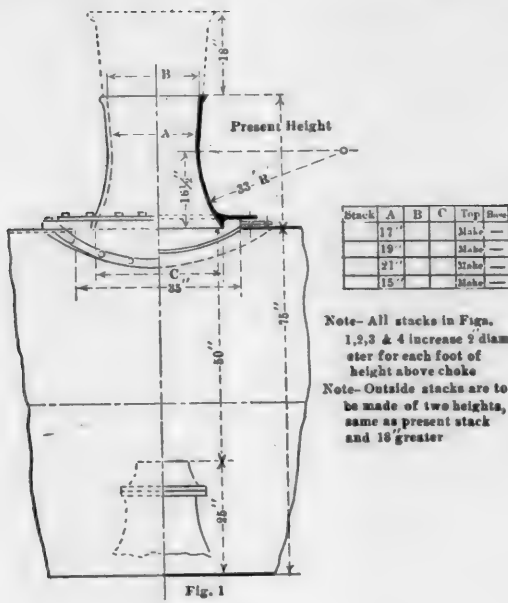 18"
B
A
Present Height
16½"
33" R
C
35"
75"
50"
25"
Stack A B C Top Base
17" Make —
19" Make —
21" Make —
15" Make —
Note- All stacks in Figs.
1,2,3 & 4 increase 2" diam
eter for each foot of
height above choke
Note- Outside stacks are to
be made of two heights,
same as present stack
and 18" greater
Fig. 1